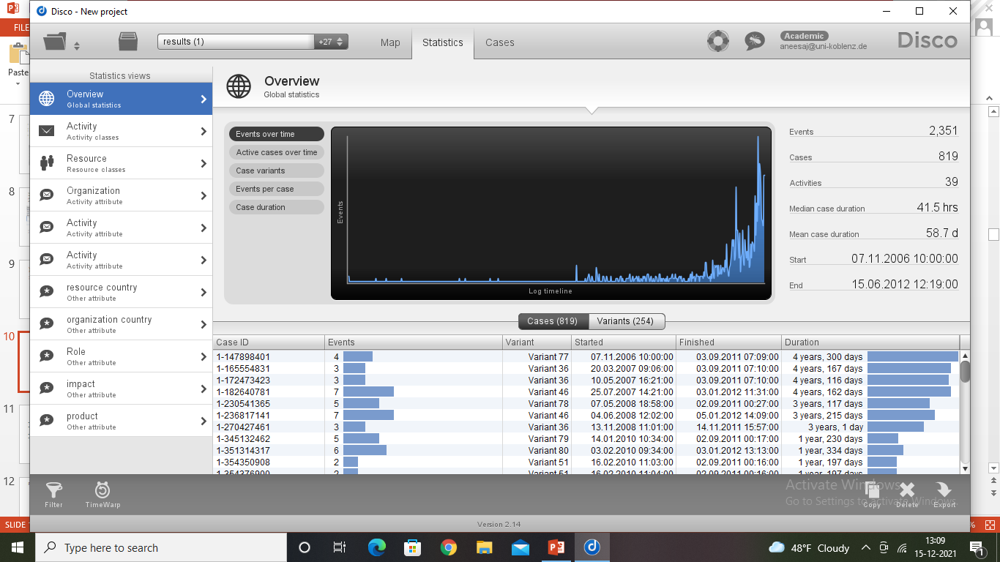 Disco - New project
FILE
Paste
results (1)
+27
Map
Statistics
Cases
Academic
aneesaj@uni-koblenz.de
Disco
Statistics views
Overview
Global statistics
Activity
Activity classes
Resource
Resource classes
Organization
Activity attribute
Activity
Activity attribute
Activity
Activity attribute
resource country
Other attribute
organization country
Other attribute
Role
Other attribute
impact
Other attribute
product
Other attribute
7
8
9
10
11
12
Overview
Global statistics
Events over time
Active cases over time
Case variants
Events per case
Case duration
Events
Log timeline
Events 2,351
Cases 819
Activities 39
Median case duration 41.5 hrs
Mean case duration 58.7 d
Start 07.11.2006 10:00:00
End 15.06.2012 12:19:00
Cases (819) Variants (254)
Case ID Events Variant Started Finished Duration
1-147898401 4 Variant 77 07.11.2006 10:00:00 03.09.2011 07:09:00 4 years, 300 days
1-165554831 3 Variant 36 20.03.2007 09:06:00 03.09.2011 07:10:00 4 years, 167 days
1-172473423 3 Variant 36 10.05.2007 16:21:00 03.09.2011 07:10:00 4 years, 116 days
1-182640781 7 Variant 46 25.07.2007 14:21:00 03.01.2012 11:31:00 4 years, 162 days
1-230541365 5 Variant 78 07.05.2008 18:58:00 02.09.2011 00:27:00 3 years, 117 days
1-236817141 7 Variant 46 04.06.2008 12:02:00 05.01.2012 14:09:00 3 years, 215 days
1-270427461 3 Variant 36 13.11.2008 11:01:00 14.11.2011 15:57:00 3 years, 1 day
1-345132462 5 Variant 79 14.01.2010 10:34:00 02.09.2011 00:17:00 1 year, 230 days
1-351314317 6 Variant 80 03.02.2010 09:34:00 03.01.2012 13:13:00 1 year, 334 days
1-354350908 2 Variant 51 16.02.2010 11:03:00 02.09.2011 00:16:00 1 year, 197 days
1-354376900 2 Variant 51 16.02.2010 11:04:00 02.09.2011 00:16:00 1 year, 197 days
Activate Windows
Go to Settings to activate Windows.
Filter
TimeWarp
Copy
Delete
Export
SLIDE
%
Version 2.14
Type here to search
48°F Cloudy
13:09
15-12-2021
1